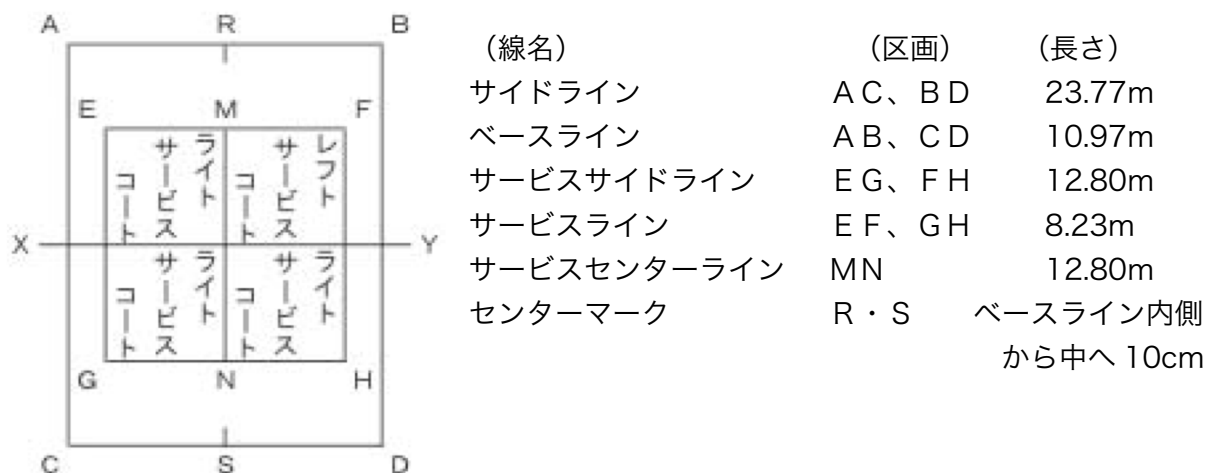 A R B
E M F
ライト
サービス
コート
レフト
サービス
コート
X Y
ライト
サービス
コート
ライト
サービス
コート
G N H
C S D
（線名） （区画） （長さ）
サイドライン ＡＣ、ＢＤ 23.77m
ベースライン ＡＢ、ＣＤ 10.97m
サービスサイドライン ＥＧ、ＦＨ 12.80m
サービスライン ＥＦ、ＧＨ 8.23m
サービスセンターライン ＭＮ 12.80m
センターマーク Ｒ・Ｓ ベースライン内側
から中へ 10cm